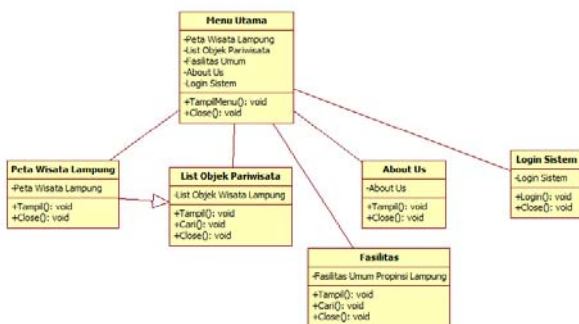 Menu Utama
-Peta Wisata Lampung
-List Objek Pariwisata
-Fasilitas Umum
-About Us
-Login Sistem
+TampilMenu(): void
+Close(): void
Peta Wisata Lampung
-Peta Wisata Lampung
+Tampil(): void
+Close(): void
List Objek Pariwisata
-List Objek Wisata Lampung
+Tampil(): void
+Cari(): void
+Close(): void
About Us
-About Us
+Tampil(): void
+Close(): void
Login Sistem
-Login Sistem
+Login(): void
+Close(): void
Fasilitas
-Fasilitas Umum Propinsi Lampung
+Tampil(): void
+Cari(): void
+Close(): void